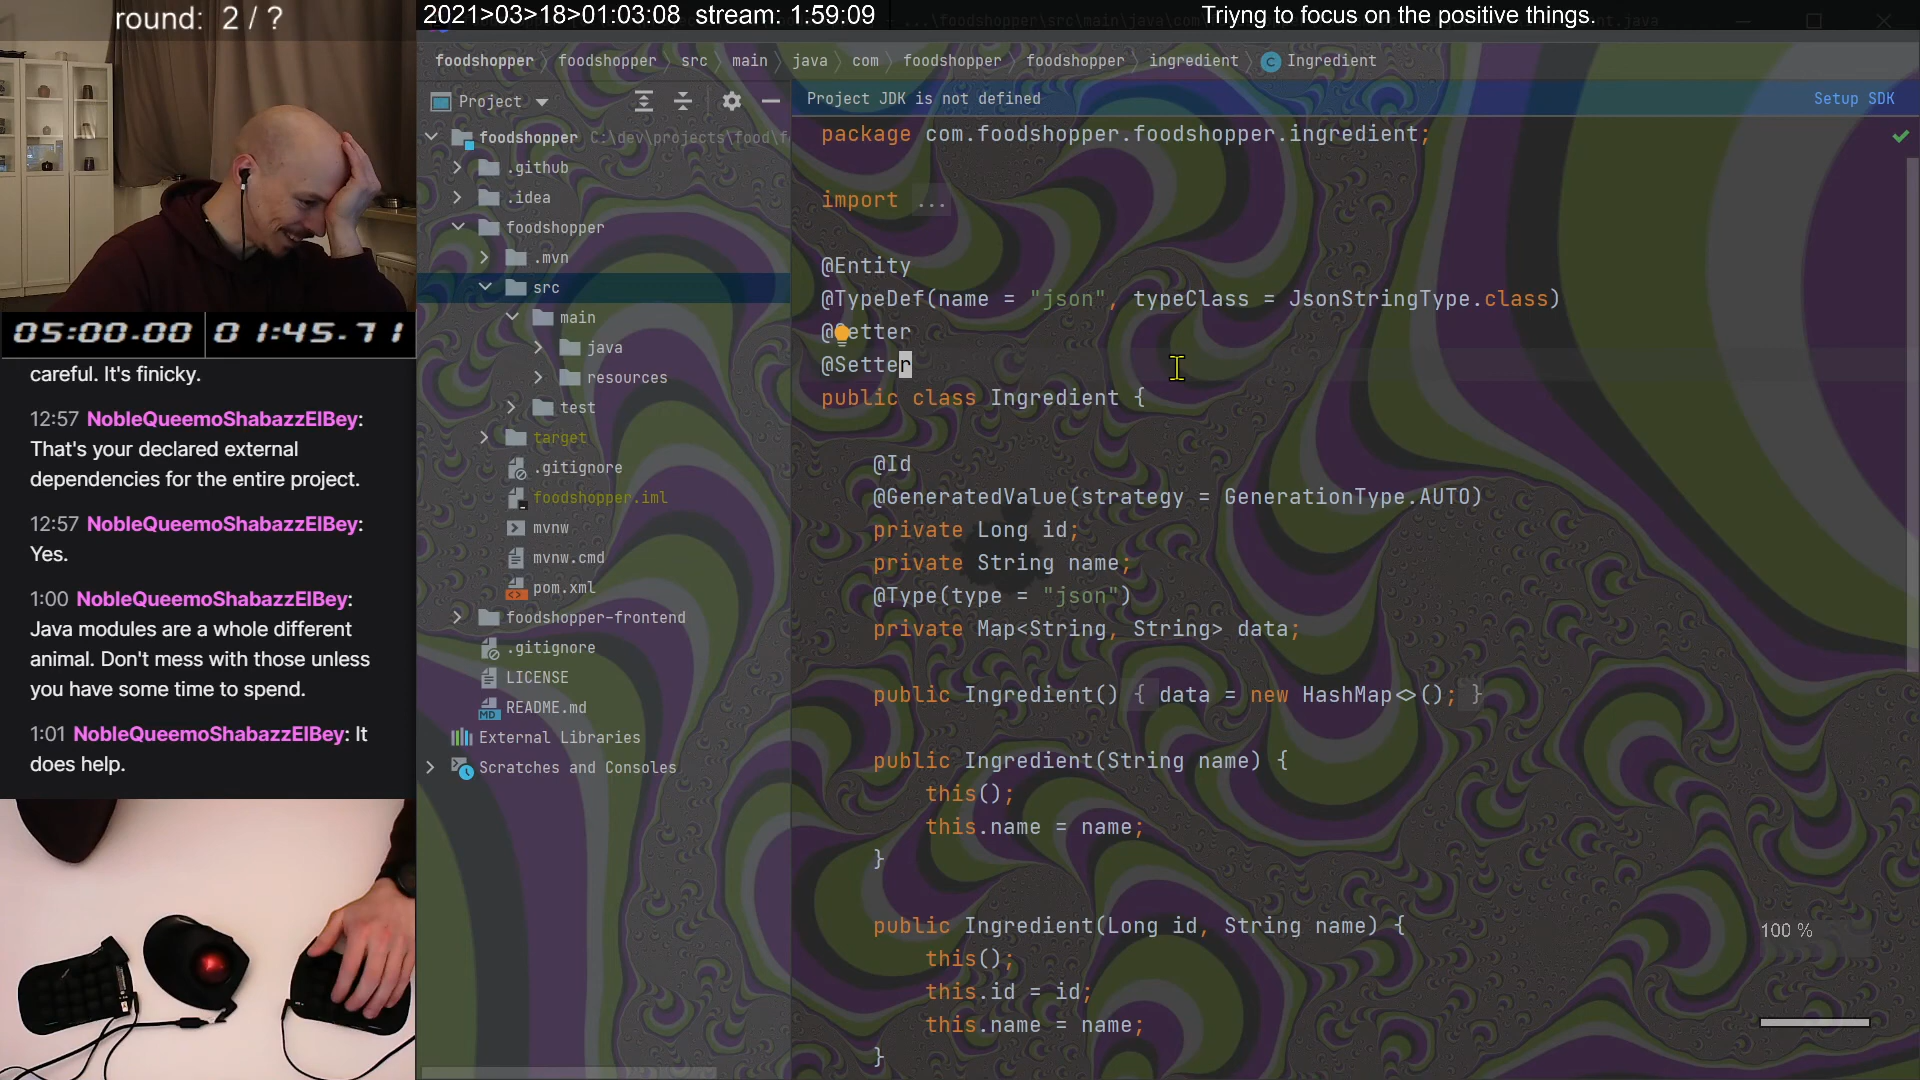 round: 2 / ?
2021>03>18>01:03:08 stream: 1:59:09
Triyng to focus on the positive things.
foodshopper foodshopper src main java com foodshopper foodshopper ingredient Ingredient
Project
Project JDK is not defined
Setup SDK
foodshopper C:\dev\projects\food\f
.github
.idea
foodshopper
.mvn
src
main
java
resources
test
target
.gitignore
foodshopper.iml
mvnw
mvnw.cmd
pom.xml
foodshopper-frontend
.gitignore
LICENSE
README.md
External Libraries
Scratches and Consoles
package com.foodshopper.foodshopper.ingredient;
import ...
@Entity
@TypeDef(name = "json", typeClass = JsonStringType.class)
@Getter
@Setter
public class Ingredient {
@Id
@GeneratedValue(strategy = GenerationType.AUTO)
private Long id;
private String name;
@Type(type = "json")
private Map<String, String> data;
public Ingredient() { data = new HashMap<>(); }
public Ingredient(String name) {
this();
this.name = name;
}
public Ingredient(Long id, String name) {
this();
this.id = id;
this.name = name;
}
100 %
05:00.00 01:45.71
careful. It's finicky.
12:57 NobleQueemoShabazzElBey:
That's your declared external
dependencies for the entire project.
12:57 NobleQueemoShabazzElBey:
Yes.
1:00 NobleQueemoShabazzElBey:
Java modules are a whole different
animal. Don't mess with those unless
you have some time to spend.
1:01 NobleQueemoShabazzElBey: It
does help.